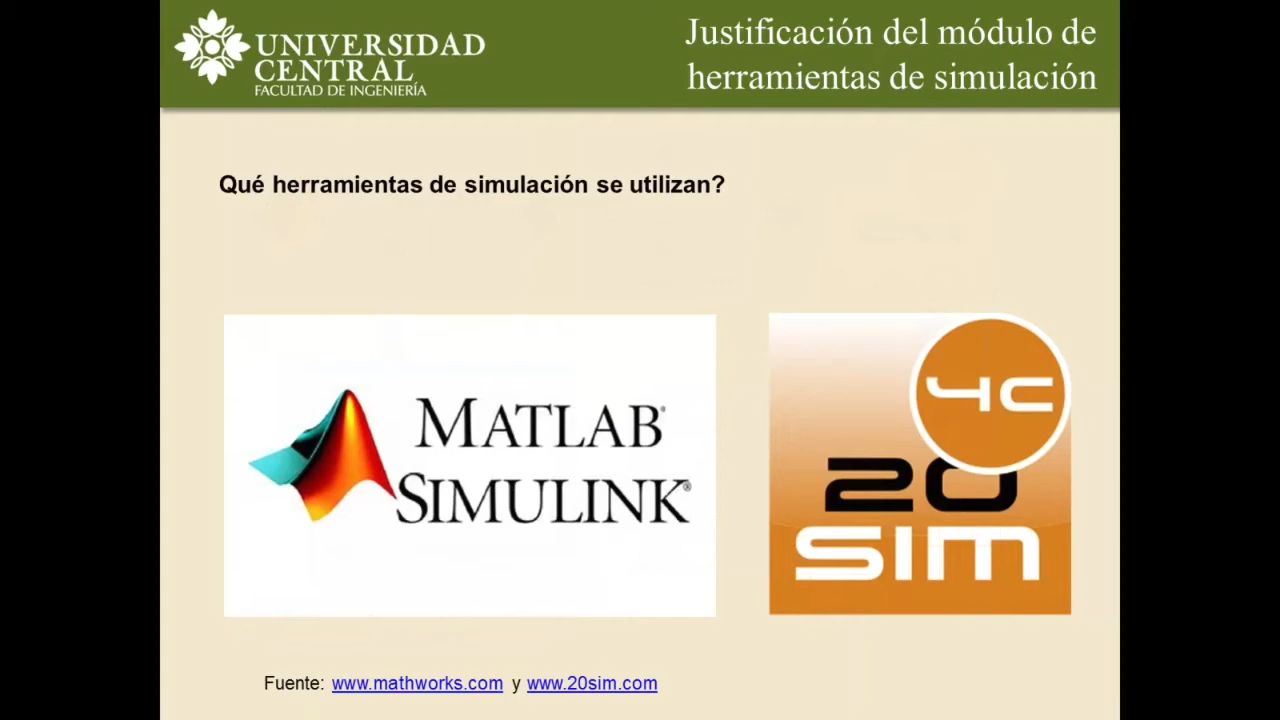 UNIVERSIDAD
CENTRAL
FACULTAD DE INGENIERÍA
Justificación del módulo de
herramientas de simulación
Qué herramientas de simulación se utilizan?
MATLAB®
SIMULINK®
4C
20
SIM
Fuente: www.mathworks.com y www.20sim.com